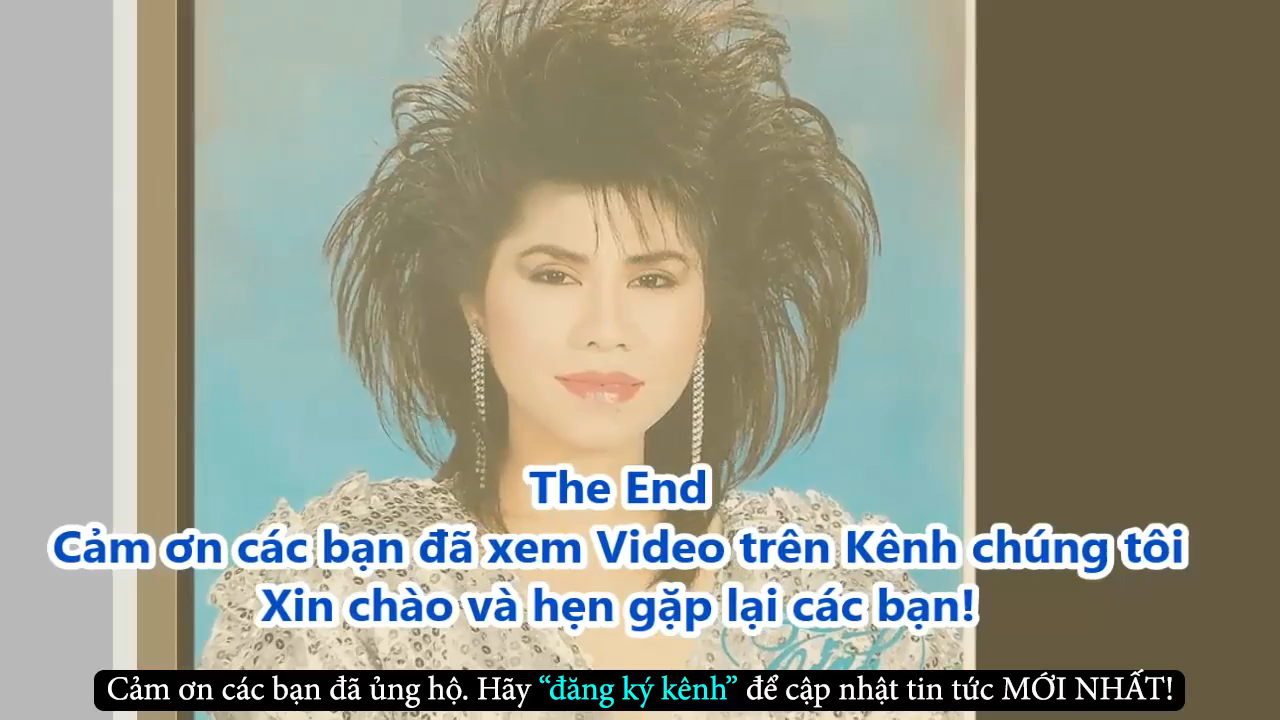 The End
Cảm ơn các bạn đã xem Video trên Kênh chúng tôi
Xin chào và hẹn gặp lại các bạn!
Cảm ơn các bạn đã ủng hộ. Hãy “đăng ký kênh” để cập nhật tin tức MỚI NHẤT!